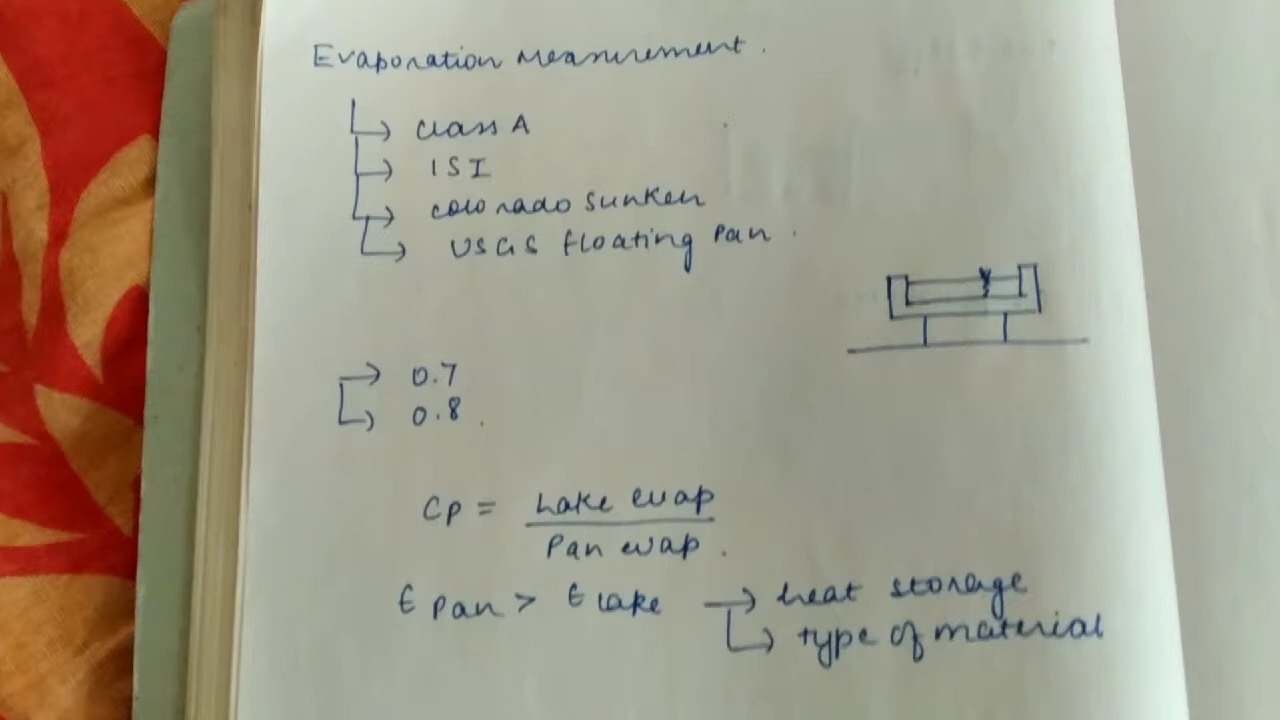 Evaporation Measurement.
class A
ISI
colorado sunken
USGS floating Pan.
0.7
0.8.
Cp = Lake evap
Pan evap.
E Pan > E lake → heat storage
→ type of material